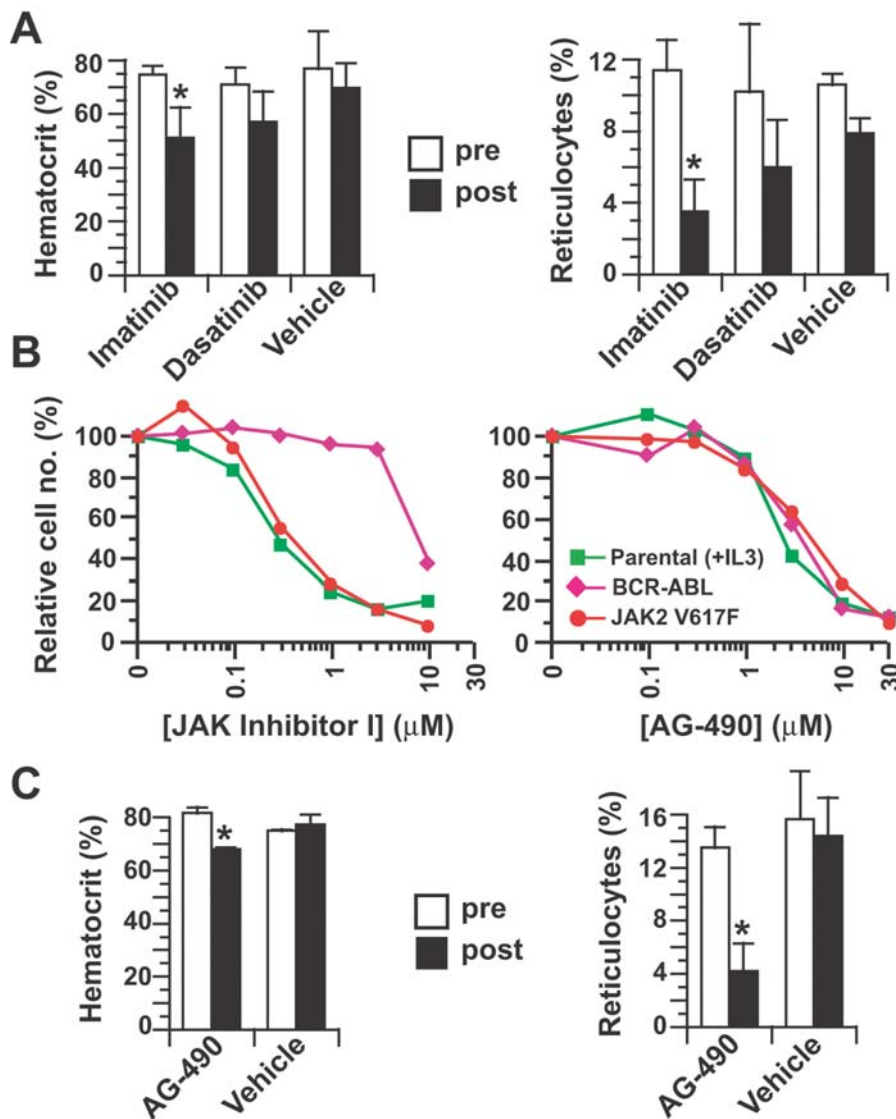 A
Hematocrit (%)
80
60
40
20
0
Imatinib
Dasatinib
Vehicle
*
pre
post
Reticulocytes (%)
12
8
4
0
Imatinib
Dasatinib
Vehicle
*
B
Relative cell no. (%)
100
80
60
40
20
0
0
0.1
1
10
30
[JAK Inhibitor I] (μM)
100
80
60
40
20
0
Parental (+IL3)
BCR-ABL
JAK2 V617F
0
0.1
1
10
30
[AG-490] (μM)
C
Hematocrit (%)
80
60
40
20
0
AG-490
Vehicle
*
pre
post
Reticulocytes (%)
16
12
8
4
0
AG-490
Vehicle
*